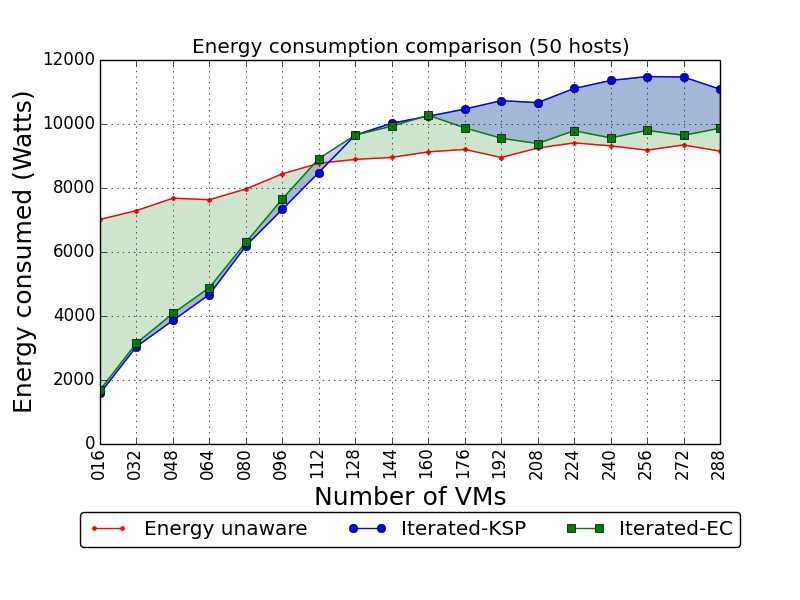 Energy consumption comparison (50 hosts)
12000
10000
8000
6000
4000
2000
0
Energy consumed (Watts)
016 032 048 064 080 096 112 128 144 160 176 192 208 224 240 256 272 288
Number of VMs
Energy unaware Iterated-KSP Iterated-EC